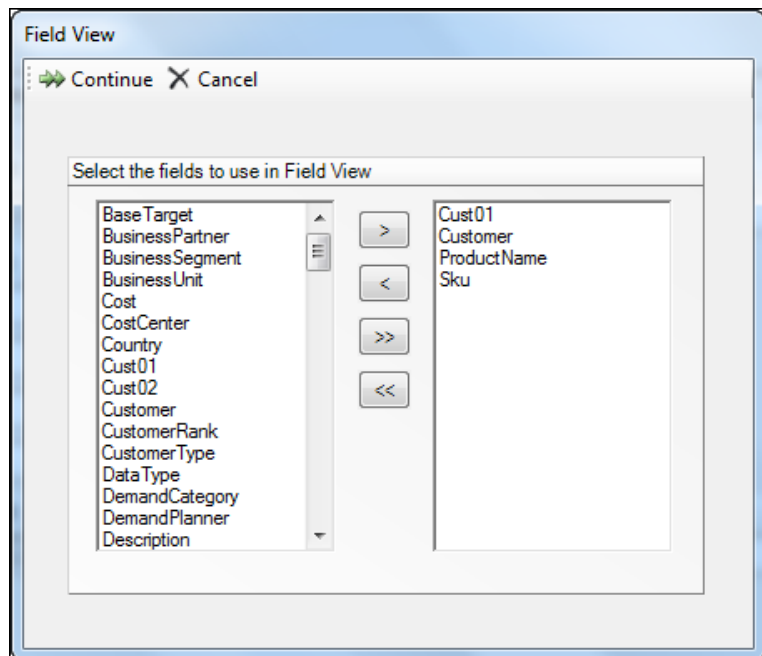 Field View
Continue Cancel
Select the fields to use in Field View
BaseTarget
BusinessPartner
BusinessSegment
BusinessUnit
Cost
CostCenter
Country
Cust01
Cust02
Customer
CustomerRank
CustomerType
DataType
DemandCategory
DemandPlanner
Description
>
<
>>
<<
Cust01
Customer
ProductName
Sku